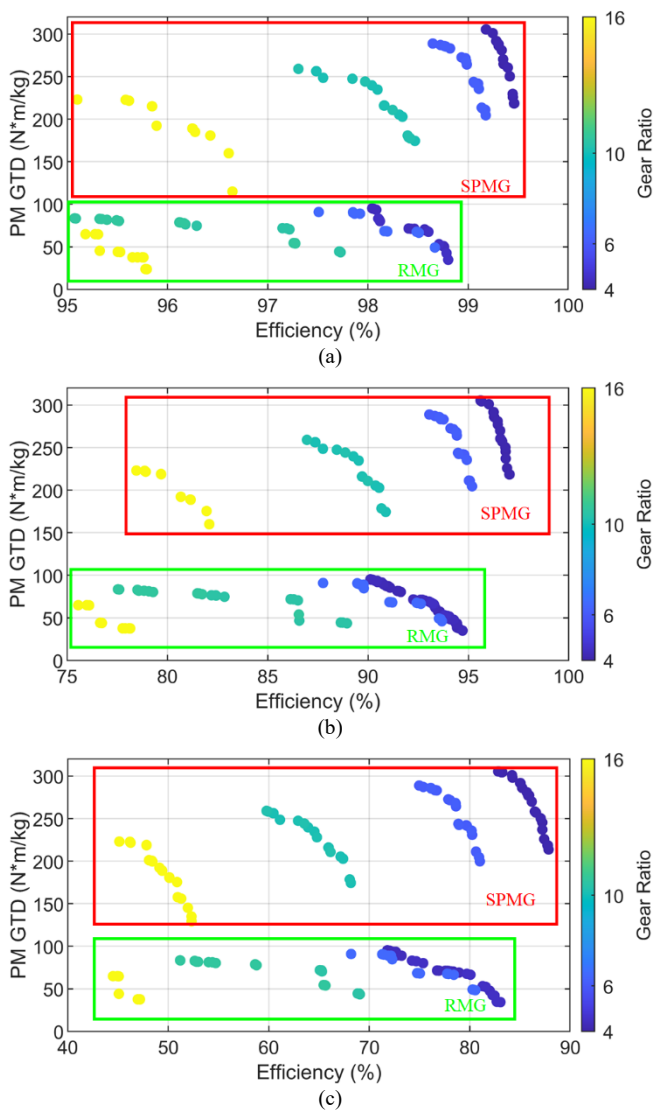 300
250
200
150
100
50
0
PM GTD (N*m/kg)
SPMG
RMG
95 96 97 98 99 100
Efficiency (%)
16
10
6
4
Gear Ratio
(a)
300
250
200
150
100
50
0
PM GTD (N*m/kg)
SPMG
RMG
75 80 85 90 95 100
Efficiency (%)
16
10
6
4
Gear Ratio
(b)
300
250
200
150
100
50
0
PM GTD (N*m/kg)
SPMG
RMG
40 50 60 70 80 90
Efficiency (%)
16
10
6
4
Gear Ratio
(c)